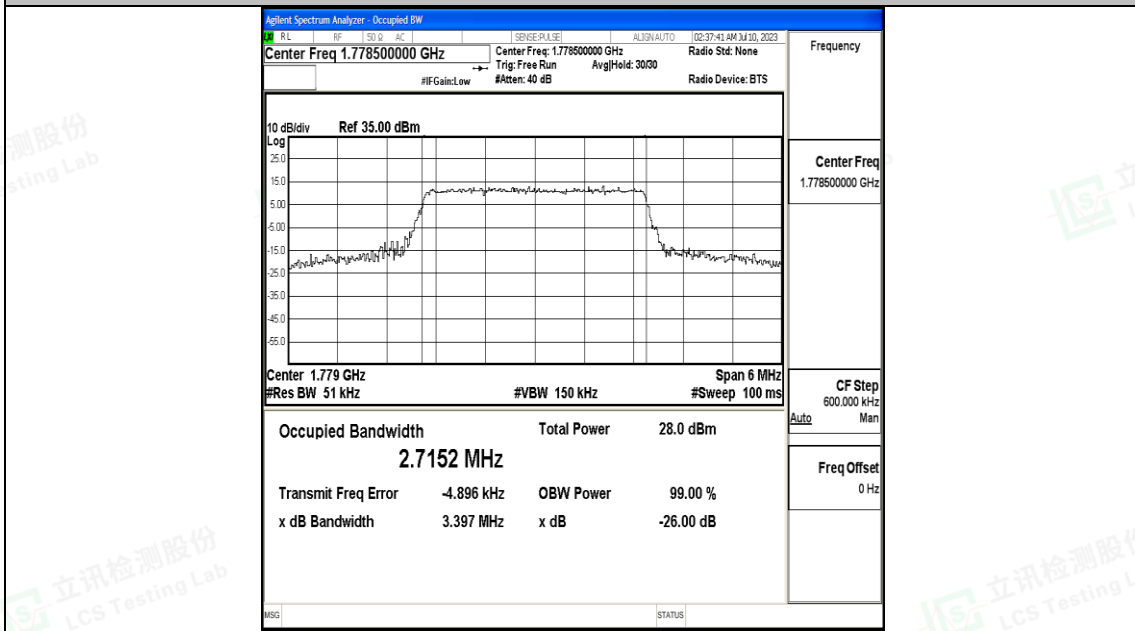 Agilent Spectrum Analyzer - Occupied BW
RL RF 50 Ω AC SENSE:PULSE ALIGNAUTO 02:37:41 AM Jul 10, 2023
Center Freq 1.778500000 GHz
Center Freq: 1.778500000 GHz
Radio Std: None
Trig: Free Run Avg|Hold: 30/30
#IFGain:Low #Atten: 40 dB Radio Device: BTS
Frequency
10 dB/div Ref 35.00 dBm
Log
25.0
15.0
5.00
-5.00
-15.0
-25.0
-35.0
-45.0
-55.0
Center 1.779 GHz Span 6 MHz
#Res BW 51 kHz #VBW 150 kHz #Sweep 100 ms
Center Freq
1.778500000 GHz
CF Step
600.000 kHz
Auto Man
Freq Offset
0 Hz
Occupied Bandwidth Total Power 28.0 dBm
2.7152 MHz
Transmit Freq Error -4.896 kHz OBW Power 99.00 %
x dB Bandwidth 3.397 MHz x dB -26.00 dB
MSG STATUS
立讯检测股份
LCS Testing Lab